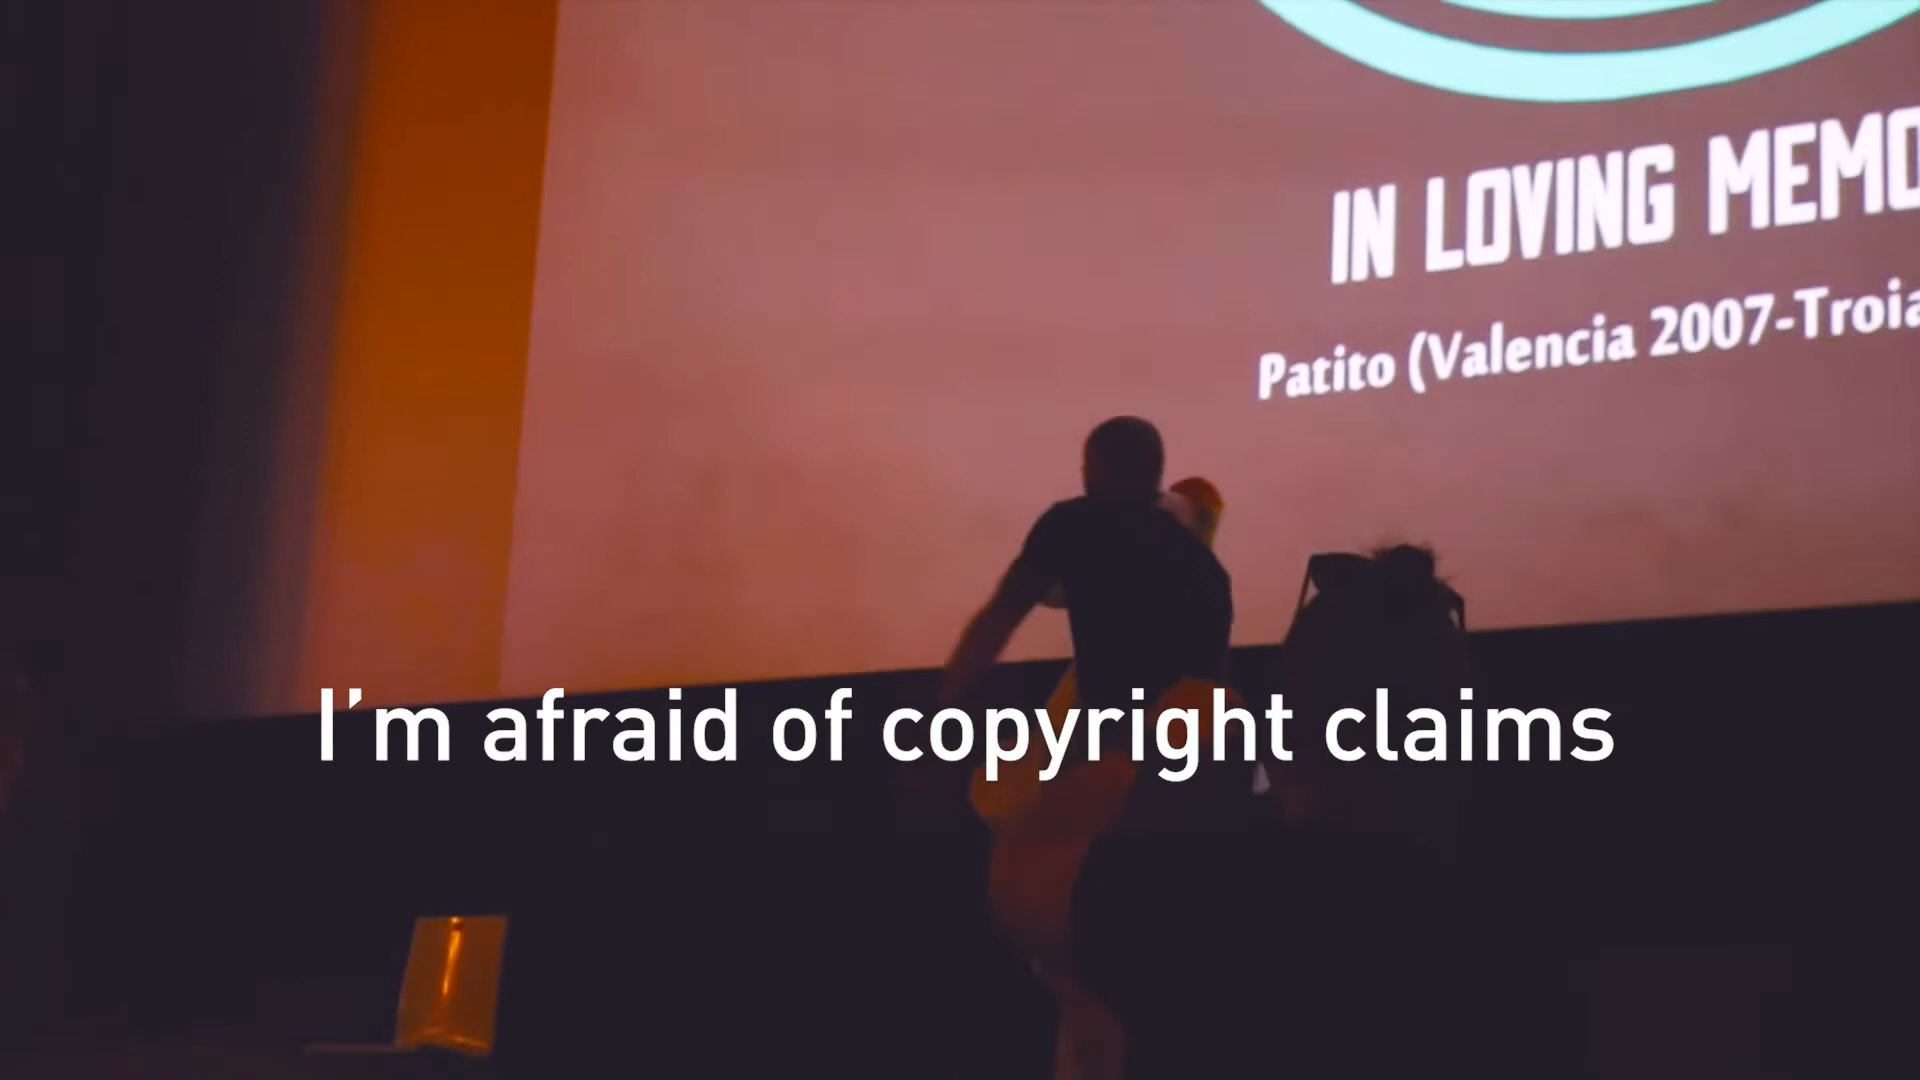 IN LOVING MEMO
Patito (Valencia 2007-Troia
I'm afraid of copyright claims